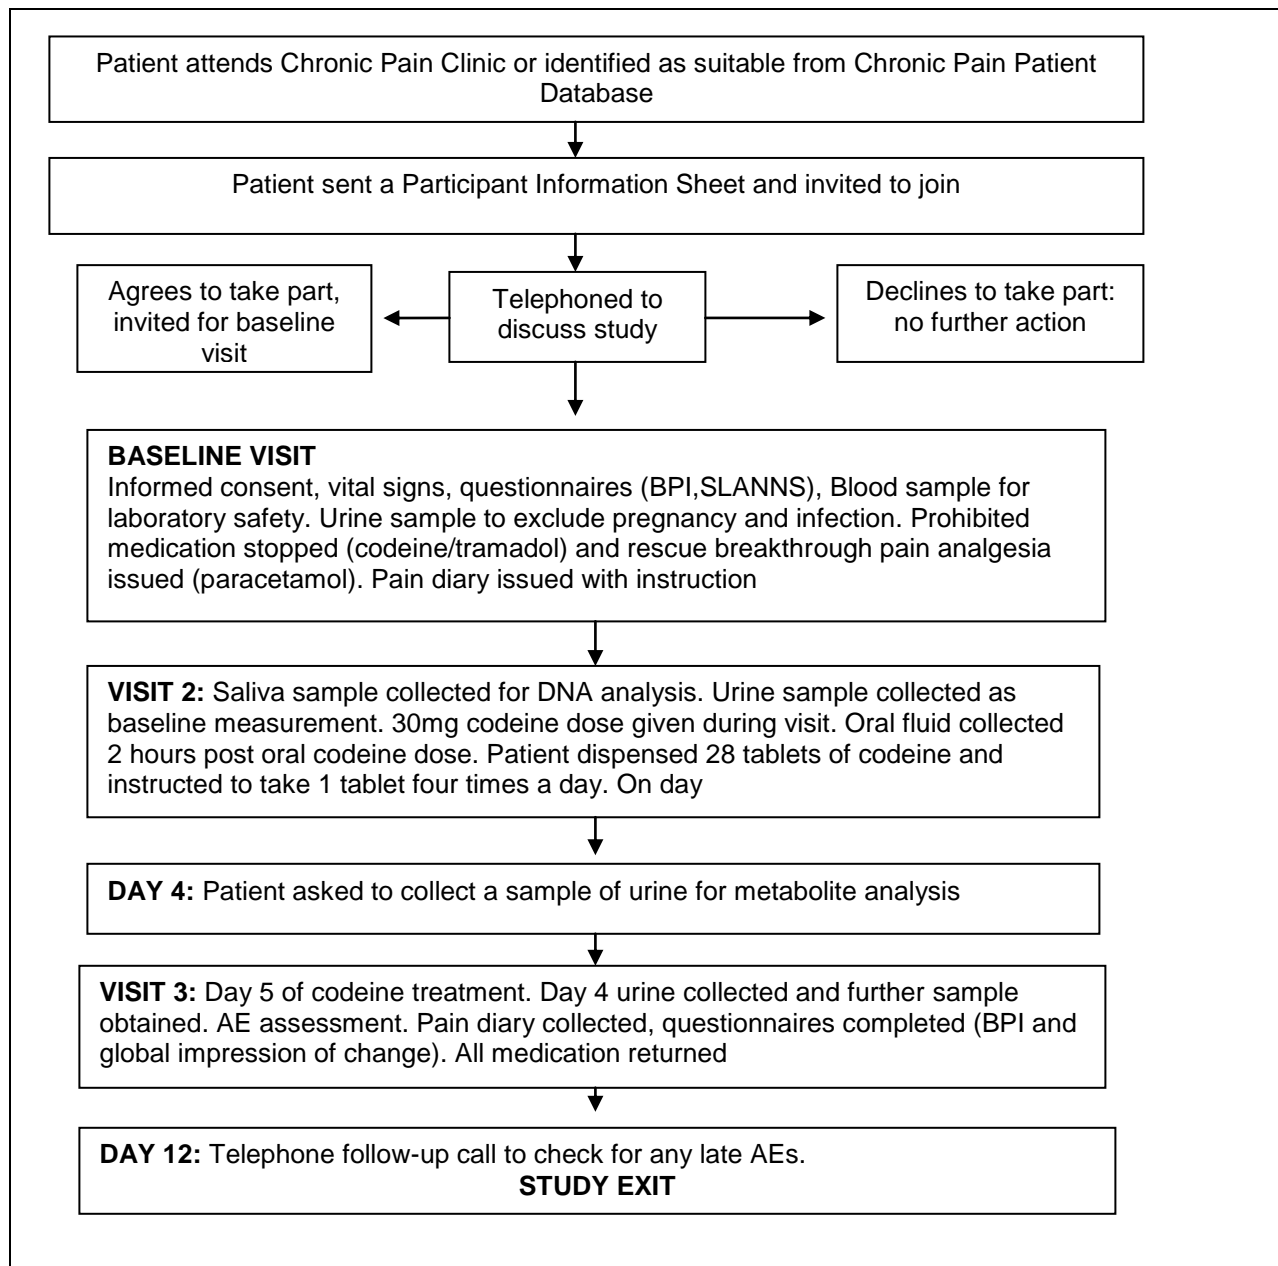 Patient attends Chronic Pain Clinic or identified as suitable from Chronic Pain Patient
Database
Patient sent a Participant Information Sheet and invited to join
Agrees to take part,
invited for baseline
visit
Telephoned to
discuss study
Declines to take part:
no further action
BASELINE VISIT
Informed consent, vital signs, questionnaires (BPI,SLANNS), Blood sample for
laboratory safety. Urine sample to exclude pregnancy and infection. Prohibited
medication stopped (codeine/tramadol) and rescue breakthrough pain analgesia
issued (paracetamol). Pain diary issued with instruction
VISIT 2: Saliva sample collected for DNA analysis. Urine sample collected as
baseline measurement. 30mg codeine dose given during visit. Oral fluid collected
2 hours post oral codeine dose. Patient dispensed 28 tablets of codeine and
instructed to take 1 tablet four times a day. On day
DAY 4: Patient asked to collect a sample of urine for metabolite analysis
VISIT 3: Day 5 of codeine treatment. Day 4 urine collected and further sample
obtained. AE assessment. Pain diary collected, questionnaires completed (BPI and
global impression of change). All medication returned
DAY 12: Telephone follow-up call to check for any late AEs.
STUDY EXIT